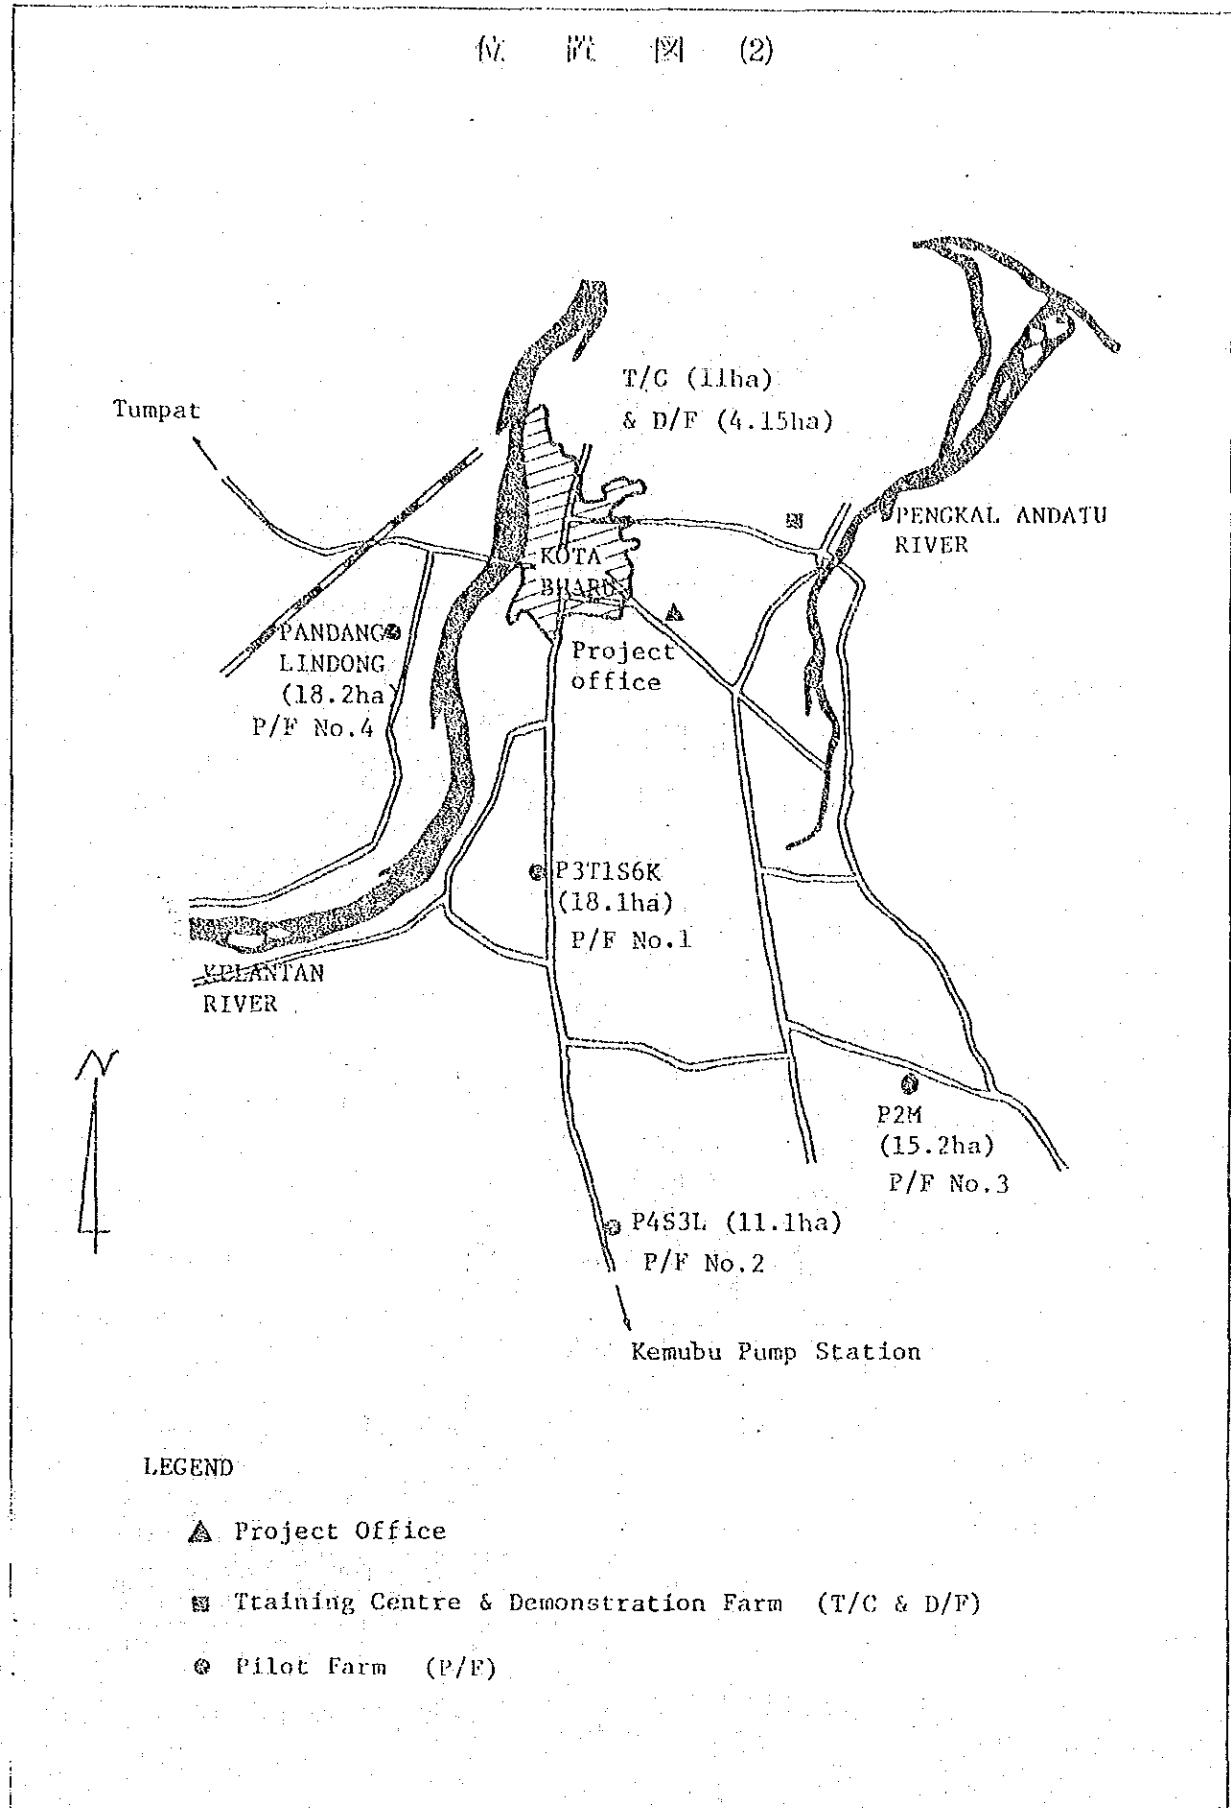 位 置 図 (2)
T/C (11ha)
& D/F (4.15ha)
Tumpat
PENGKAL ANDATU
RIVER
KOTA
BHARU
PANDANG
LINDONG
(18.2ha)
P/F No.4
Project
office
P3T1S6K
(18.1ha)
P/F No.1
KELANTAN
RIVER
N
P2M
(15.2ha)
P/F No.3
P4S3L (11.1ha)
P/F No.2
Kemubu Pump Station
LEGEND
Project Office
Ttaining Centre & Demonstration Farm (T/C & D/F)
Pilot Farm (P/F)